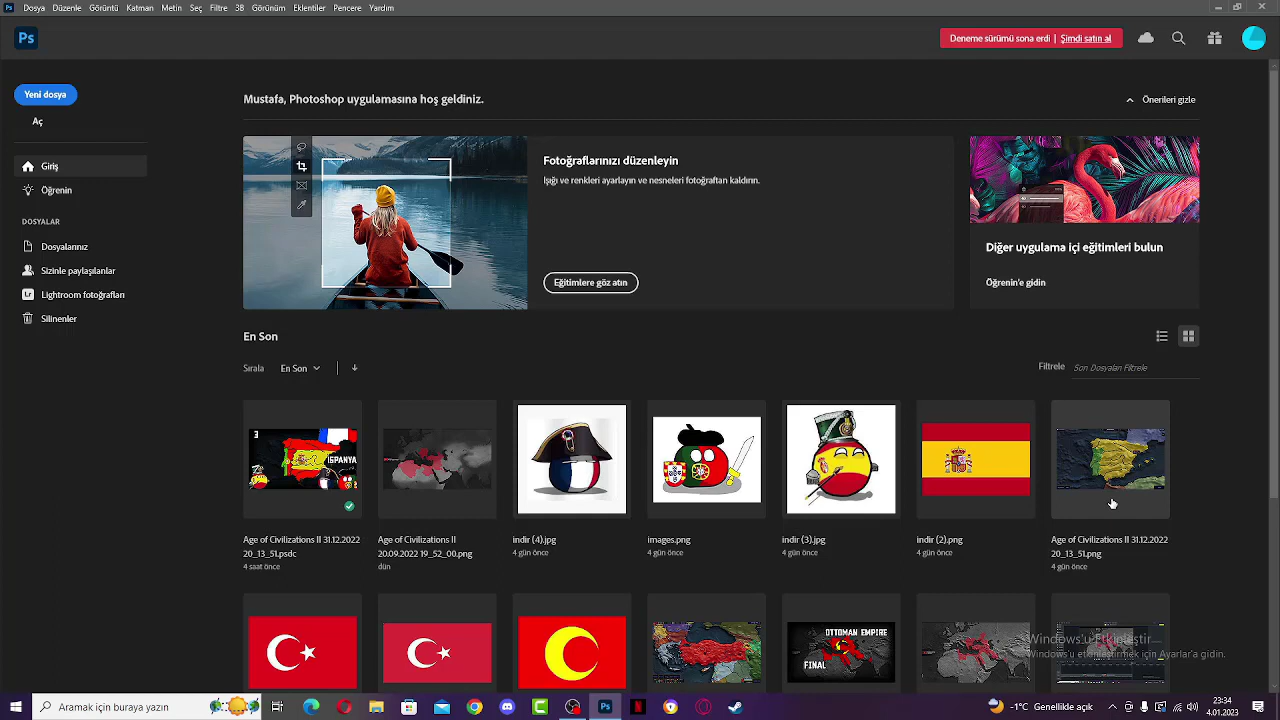 Ps Dosya Düzenle Görüntü Katman Metin Seç Filtre 3B Görünüm Eklentiler Pencere Yardım
Ps
Deneme sürümü sona erdi | Şimdi satın al
Yeni dosya
Aç
Giriş
Öğrenin
DOSYALAR
Dosyalarınız
Sizinle paylaşılanlar
Lr Lightroom fotoğrafları
Silinenler
Mustafa, Photoshop uygulamasına hoş geldiniz.
Önerileri gizle
Fotoğraflarınızı düzenleyin
Işığı ve renkleri ayarlayın ve nesneleri fotoğraftan kaldırın.
Eğitimlere göz atın
Diğer uygulama içi eğitimleri bulun
Öğrenin'e gidin
En Son
Sırala En Son
Filtrele Son Dosyaları Filtrele
Age of Civilizations II 31.12.2022
20_13_51.psdc
4 saat önce
Age of Civilizations II
20.09.2022 19_52_00.png
dün
indir (4).jpg
4 gün önce
images.png
4 gün önce
indir (3).jpg
4 gün önce
indir (2).png
4 gün önce
Age of Civilizations II 31.12.2022
20_13_51.png
4 gün önce
OTTOMAN EMPIRE
FINAL
Windows'u Etkinleştir
Windows'u etkinleştirmek için Ayarlar'a gidin.
Aramak için buraya yazın
-1°C Genellikle açık
23:34
4.01.2023